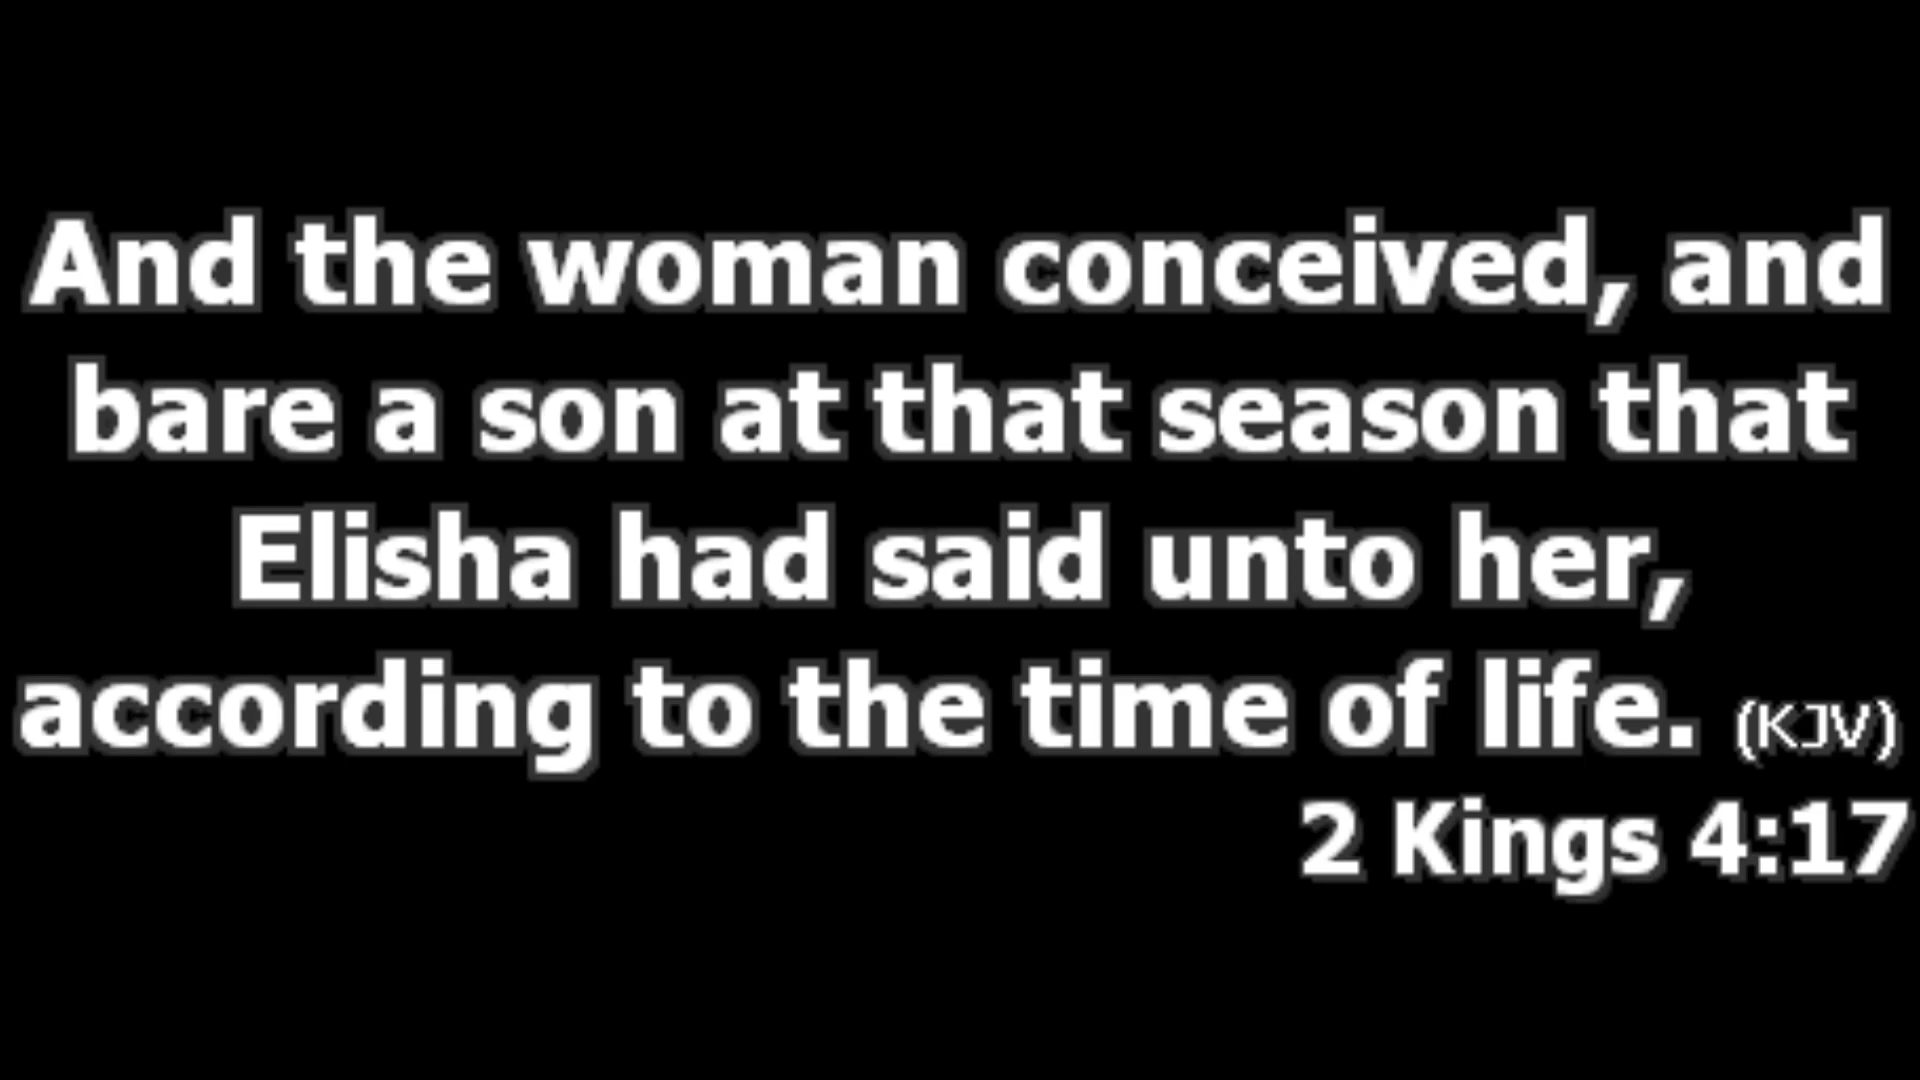 And the woman conceived, and
bare a son at that season that
Elisha had said unto her,
according to the time of life. (KJV)
2 Kings 4:17